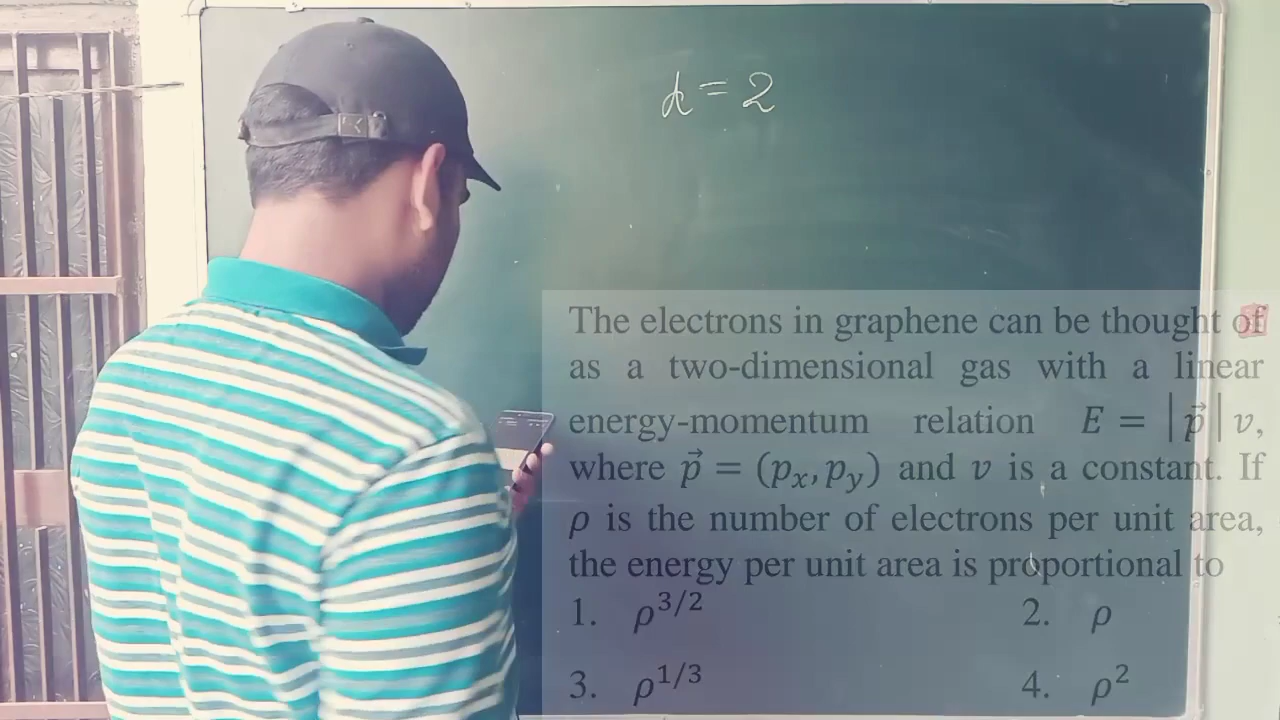 d = 2
The electrons in graphene can be thought of
as a two-dimensional gas with a linear
energy-momentum relation E = |p⃗| v,
where p⃗ = (pₓ, p_y) and v is a constant. If
ρ is the number of electrons per unit area,
the energy per unit area is proportional to
1. ρ^{3/2} 2. ρ
3. ρ^{1/3} 4. ρ²